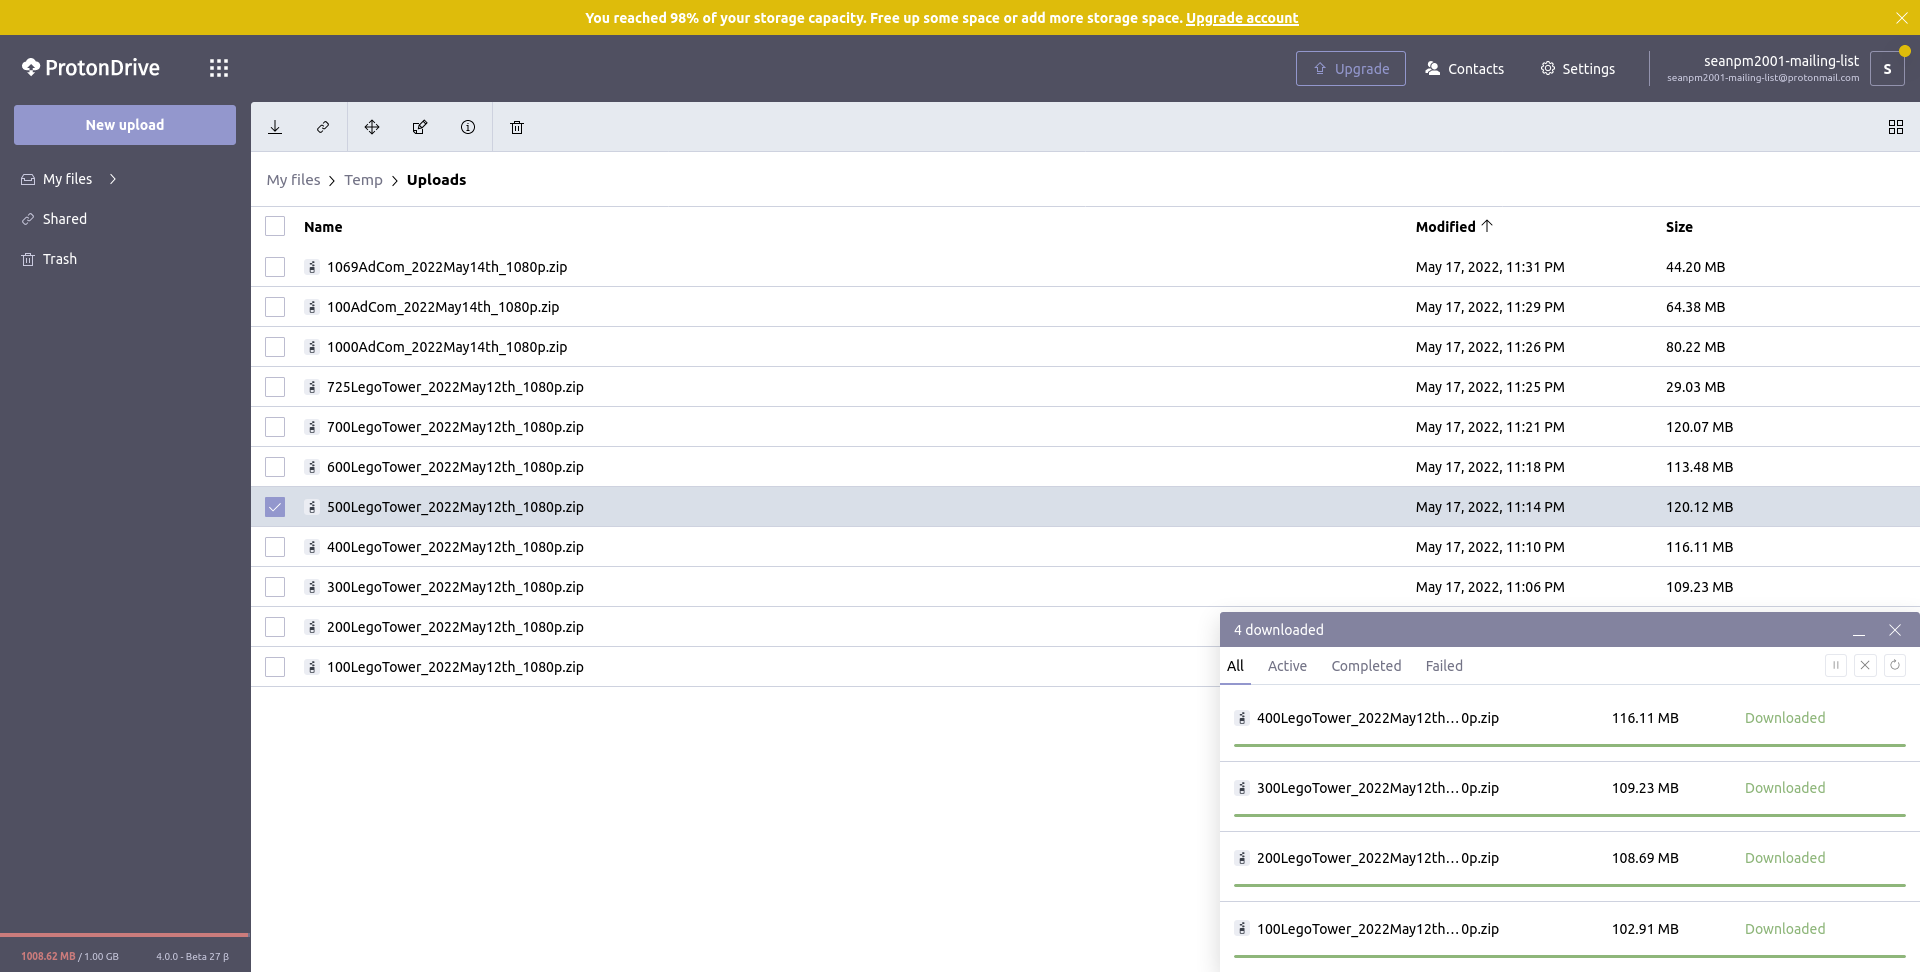 You reached 98% of your storage capacity. Free up some space or add more storage space. Upgrade account
ProtonDrive
Upgrade
Contacts
Settings
seanpm2001-mailing-list
seanpm2001-mailing-list@protonmail.com
S
New upload
My files
Shared
Trash
My files > Temp > Uploads
Name Modified Size
1069AdCom_2022May14th_1080p.zip May 17, 2022, 11:31 PM 44.20 MB
100AdCom_2022May14th_1080p.zip May 17, 2022, 11:29 PM 64.38 MB
1000AdCom_2022May14th_1080p.zip May 17, 2022, 11:26 PM 80.22 MB
725LegoTower_2022May12th_1080p.zip May 17, 2022, 11:25 PM 29.03 MB
700LegoTower_2022May12th_1080p.zip May 17, 2022, 11:21 PM 120.07 MB
600LegoTower_2022May12th_1080p.zip May 17, 2022, 11:18 PM 113.48 MB
500LegoTower_2022May12th_1080p.zip May 17, 2022, 11:14 PM 120.12 MB
400LegoTower_2022May12th_1080p.zip May 17, 2022, 11:10 PM 116.11 MB
300LegoTower_2022May12th_1080p.zip May 17, 2022, 11:06 PM 109.23 MB
200LegoTower_2022May12th_1080p.zip
100LegoTower_2022May12th_1080p.zip
4 downloaded
All Active Completed Failed
400LegoTower_2022May12th...0p.zip 116.11 MB Downloaded
300LegoTower_2022May12th...0p.zip 109.23 MB Downloaded
200LegoTower_2022May12th...0p.zip 108.69 MB Downloaded
100LegoTower_2022May12th...0p.zip 102.91 MB Downloaded
1008.62 MB / 1.00 GB 4.0.0 - Beta 27 β